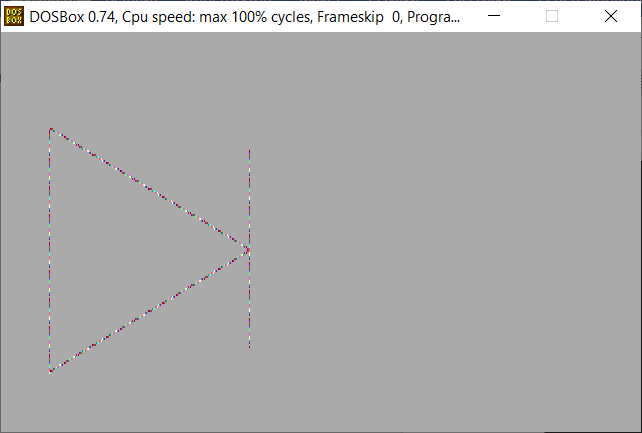 DOS
BOX
DOSBox 0.74, Cpu speed: max 100% cycles, Frameskip 0, Progra...